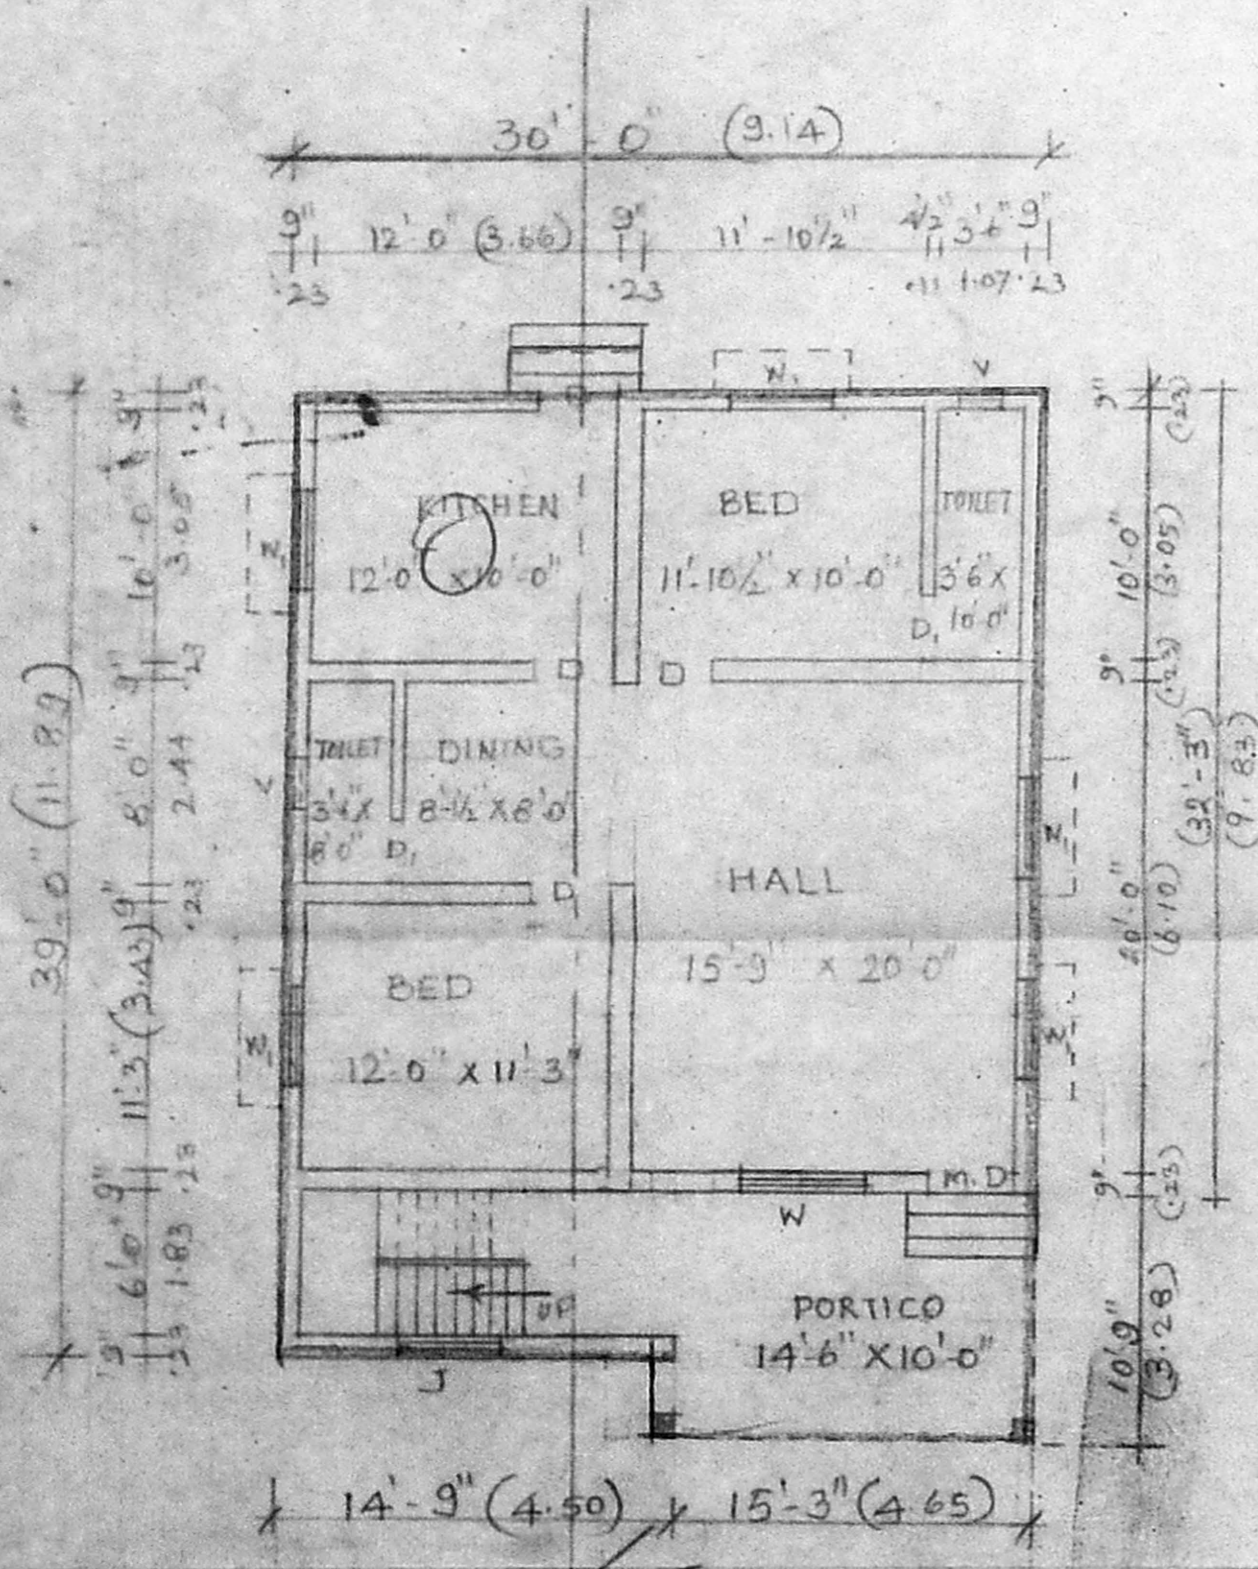 30'-0" (9.14)
9" 12'-0" (3.66) 9" 11'-10½" 4½" 3'-6" 9"
.23 .23 .11 1.07 .23
W₁ V
KITCHEN
12'-0" x 10'-0"
BED
11'-10½" x 10'-0"
TOILET
3'6" x
10'-0"
D₁
W₁
D D
TOILET
3'-1½" x
8'0" D₁
V
DINING
8'-1½" x 8'-0"
HALL
15'-9" x 20'-0"
D
BED
12'-0" x 11'-3"
W₁
W₁
W₁
M.D
W
UP
J
PORTICO
14'-6" x 10'-0"
39'-0" (11.89)
9" 10'-0" 9" 8'-0" 9" 11'-3" (3.43) 9" 6'-0" 9"
.23 3.05 .23 2.44 .23 .23 1.83 .23
9" 10'-0" 9" 20'-0" 9" 10'-9"
(.23) (3.05) (.23) (6.10) (.23) (3.28)
(32'-3")
(9.83)
14'-9" (4.50) 15'-3" (4.65)